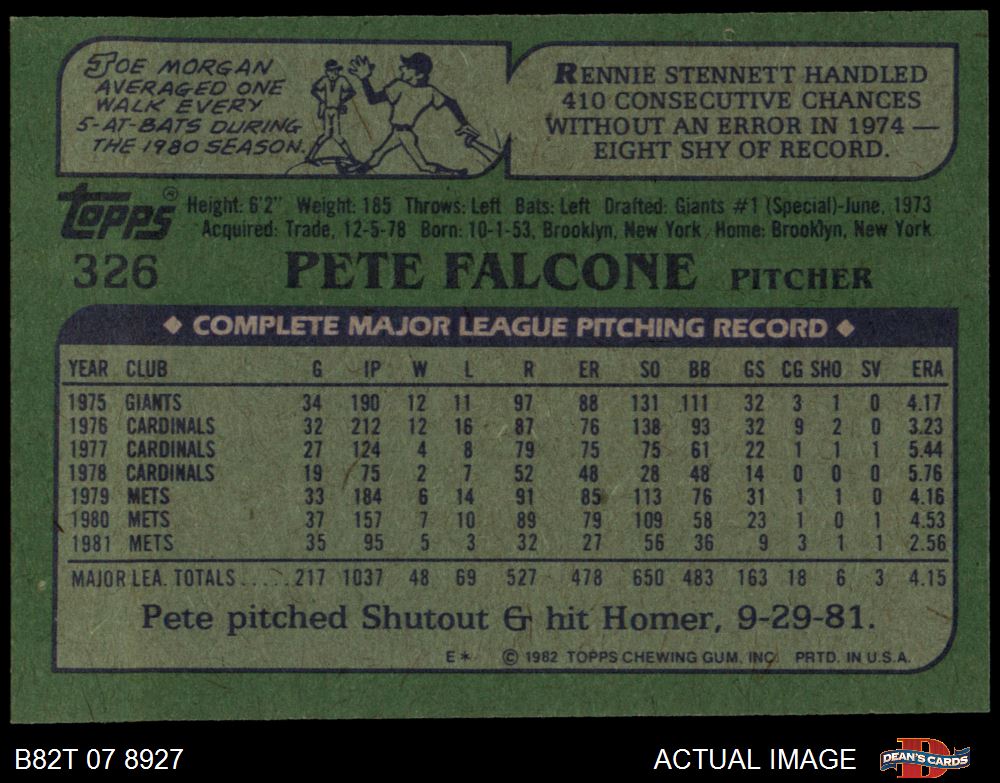 JOE MORGAN
AVERAGED ONE
WALK EVERY
5-AT-BATS DURING
THE 1980 SEASON.
RENNIE STENNETT HANDLED
410 CONSECUTIVE CHANCES
WITHOUT AN ERROR IN 1974 —
EIGHT SHY OF RECORD.
Topps®
Height: 6'2" Weight: 185 Throws: Left Bats: Left Drafted: Giants #1 (Special)-June, 1973
Acquired: Trade, 12-5-78 Born: 10-1-53, Brooklyn, New York Home: Brooklyn, New York
326 PETE FALCONE PITCHER
◆ COMPLETE MAJOR LEAGUE PITCHING RECORD ◆
YEAR CLUB G IP W L R ER SO BB GS CG SHO SV ERA
1975 GIANTS 34 190 12 11 97 88 131 111 32 3 1 0 4.17
1976 CARDINALS 32 212 12 16 87 76 138 93 32 9 2 0 3.23
1977 CARDINALS 27 124 4 8 79 75 75 61 22 1 1 1 5.44
1978 CARDINALS 19 75 2 7 52 48 28 48 14 0 0 0 5.76
1979 METS 33 184 6 14 91 85 113 76 31 1 1 0 4.16
1980 METS 37 157 7 10 89 79 109 58 23 1 0 1 4.53
1981 METS 35 95 5 3 32 27 56 36 9 3 1 1 2.56
MAJOR LEA. TOTALS.....217 1037 48 69 527 478 650 483 163 18 6 3 4.15
Pete pitched Shutout & hit Homer, 9-29-81.
E* © 1982 TOPPS CHEWING GUM, INC. PRTD. IN U.S.A.
B82T 07 8927
ACTUAL IMAGE
D
DEAN'S CARDS